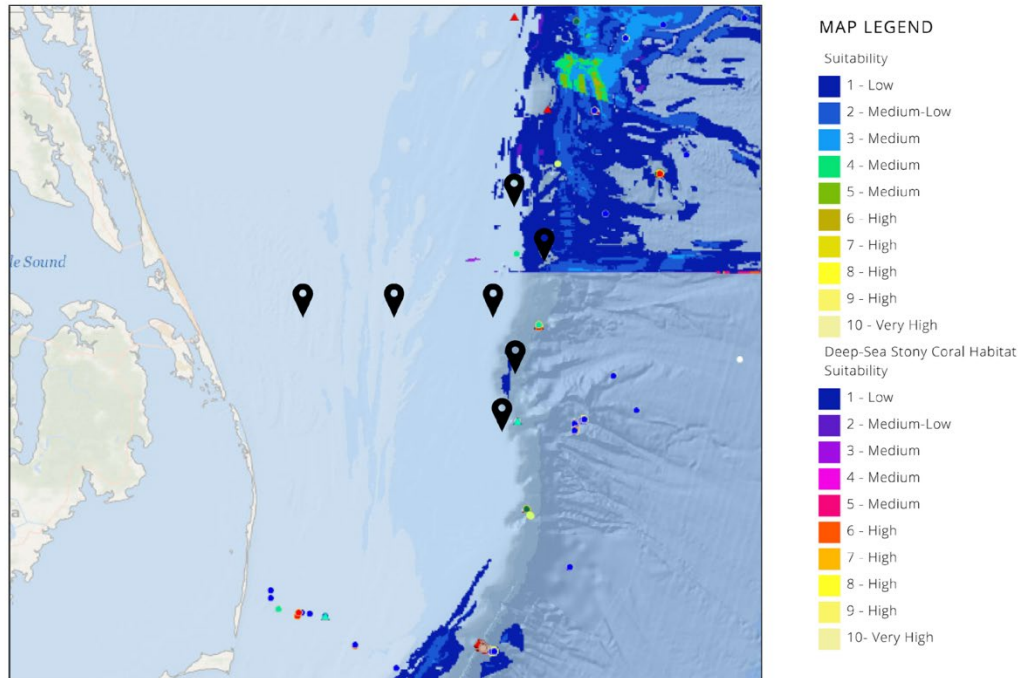 le Sound
MAP LEGEND
Suitability
1 - Low
2 - Medium-Low
3 - Medium
4 - Medium
5 - Medium
6 - High
7 - High
8 - High
9 - High
10 - Very High
Deep-Sea Stony Coral Habitat
Suitability
1 - Low
2 - Medium-Low
3 - Medium
4 - Medium
5 - Medium
6 - High
7 - High
8 - High
9 - High
10- Very High